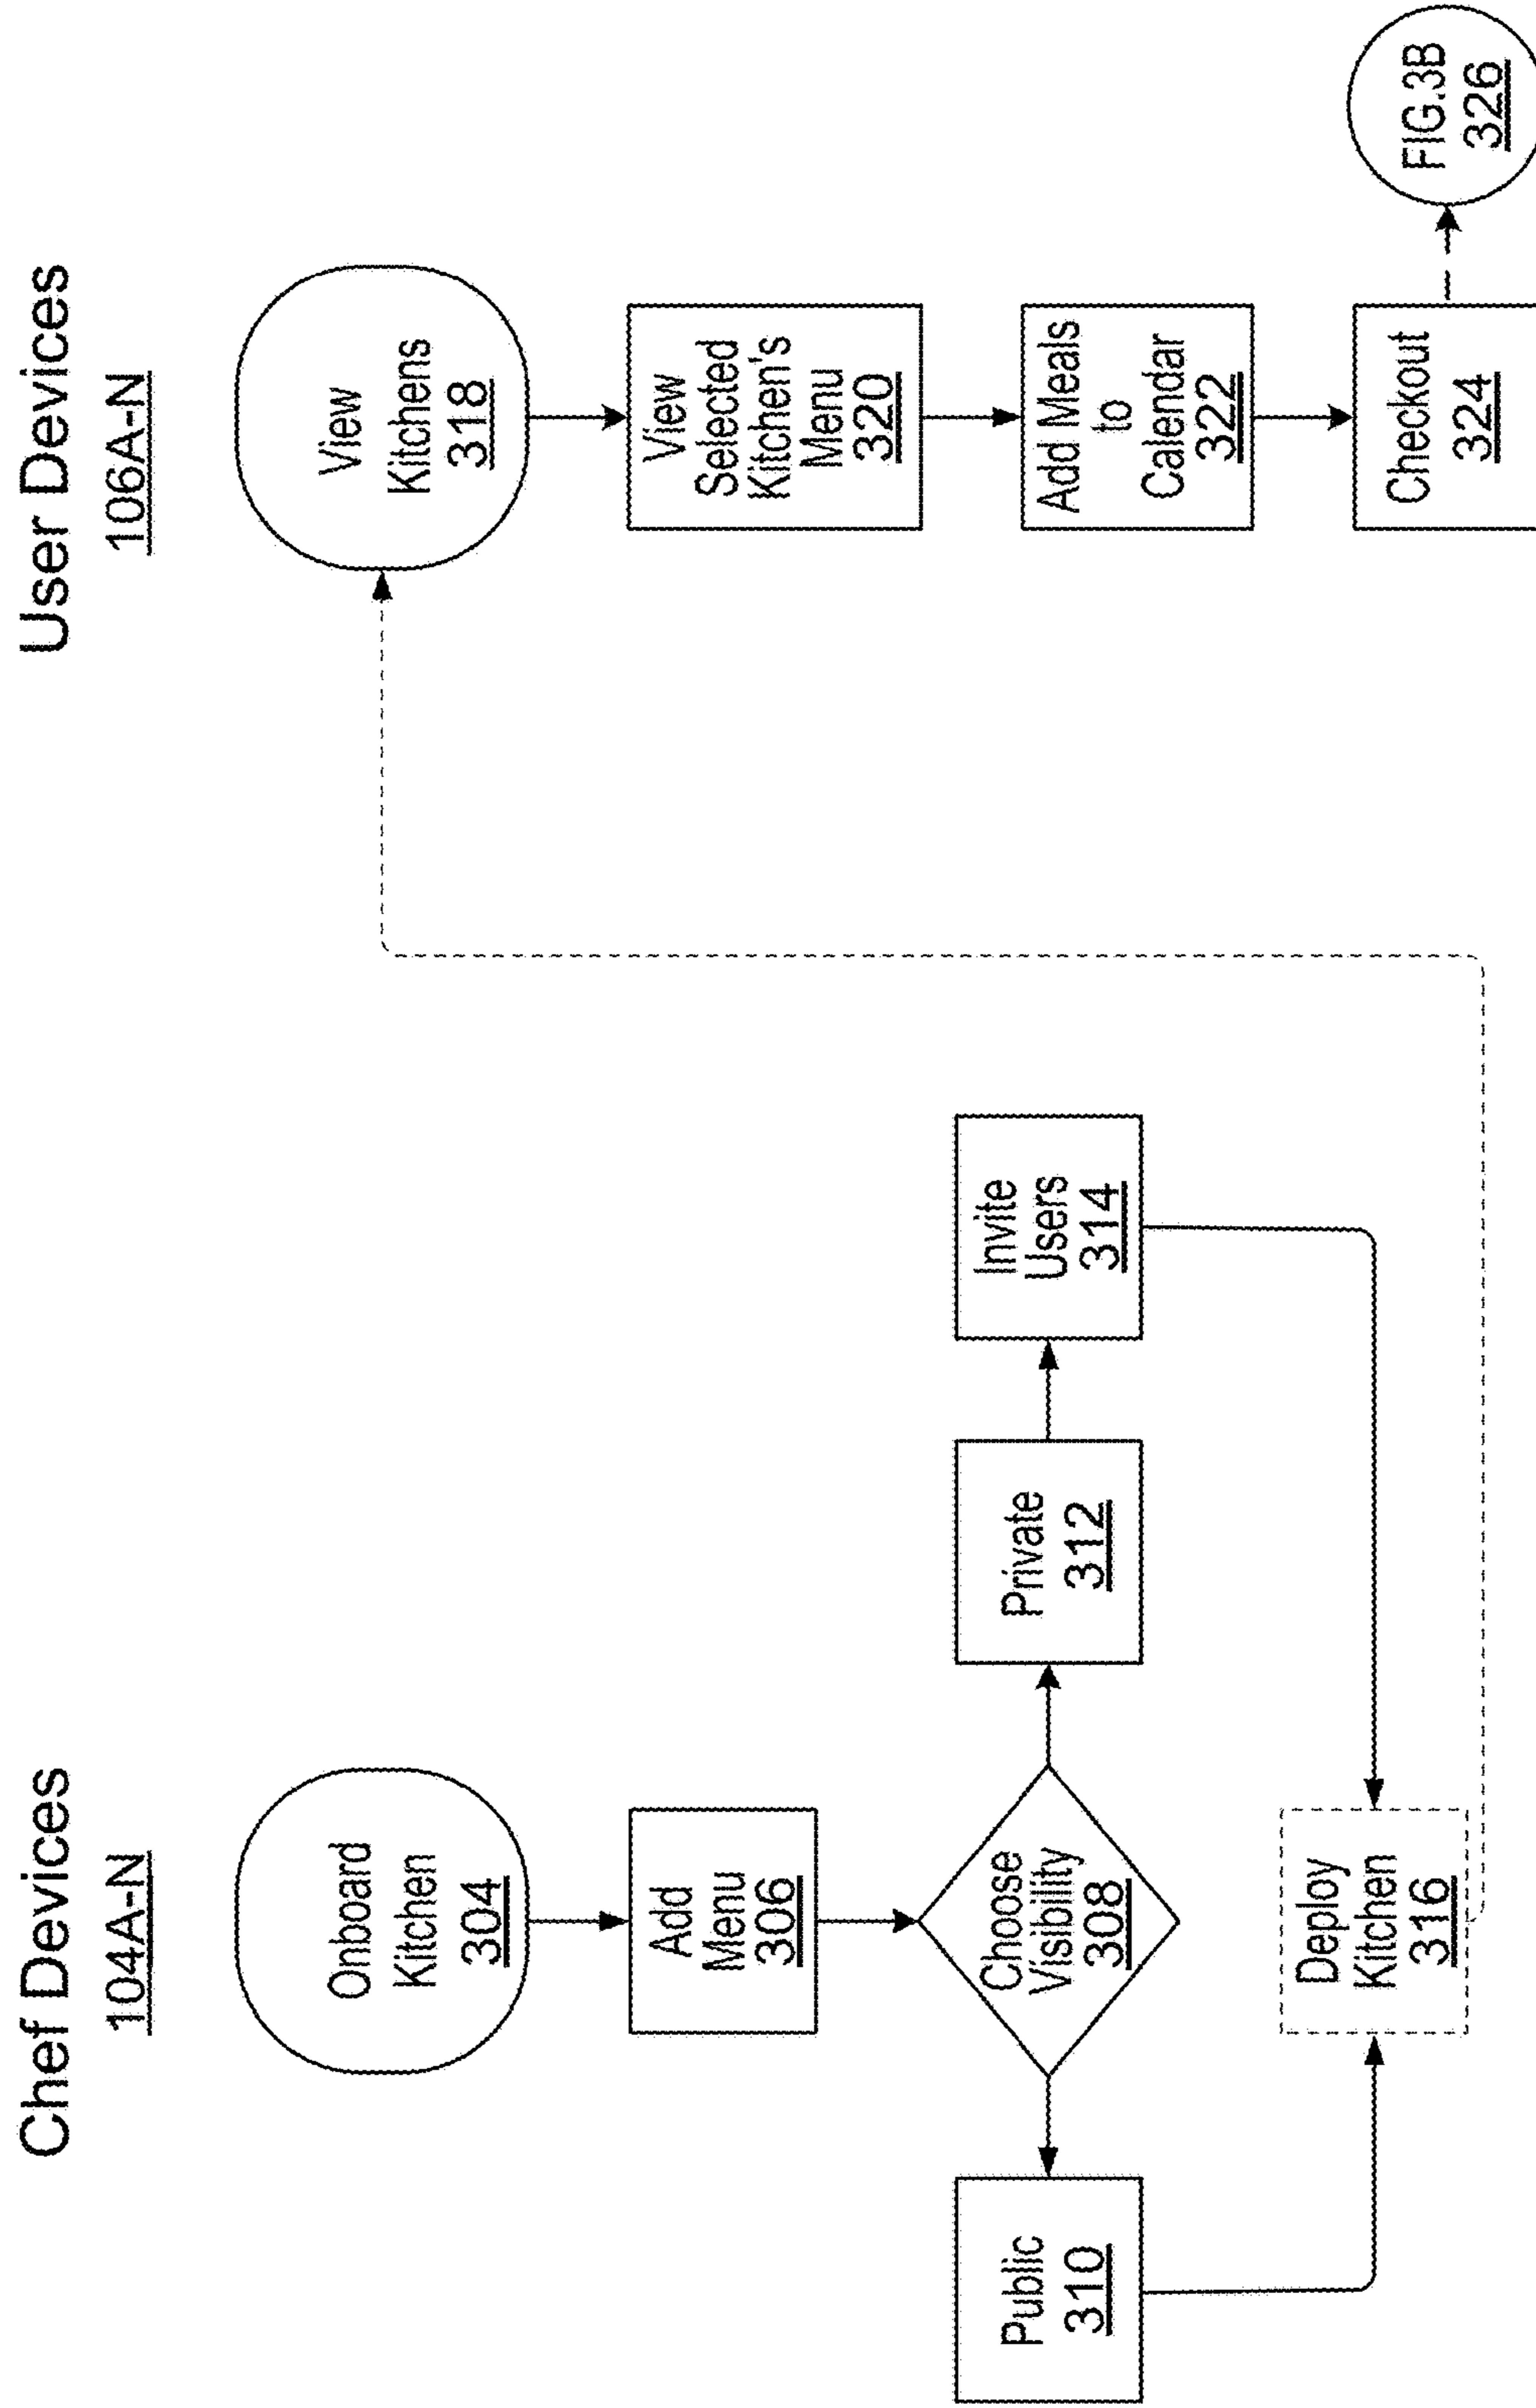 Chef Devices
104A-N
Onboard
Kitchen
304
Add
Menu
306
Choose
Visibility
308
Public
310
Private
312
Invite
Users
314
Deploy
Kitchen
316
User Devices
106A-N
View
Kitchens
318
View
Selected
Kitchen's
Menu
320
Add Meals
to
Calendar
322
Checkout
324
FIG.3B
326